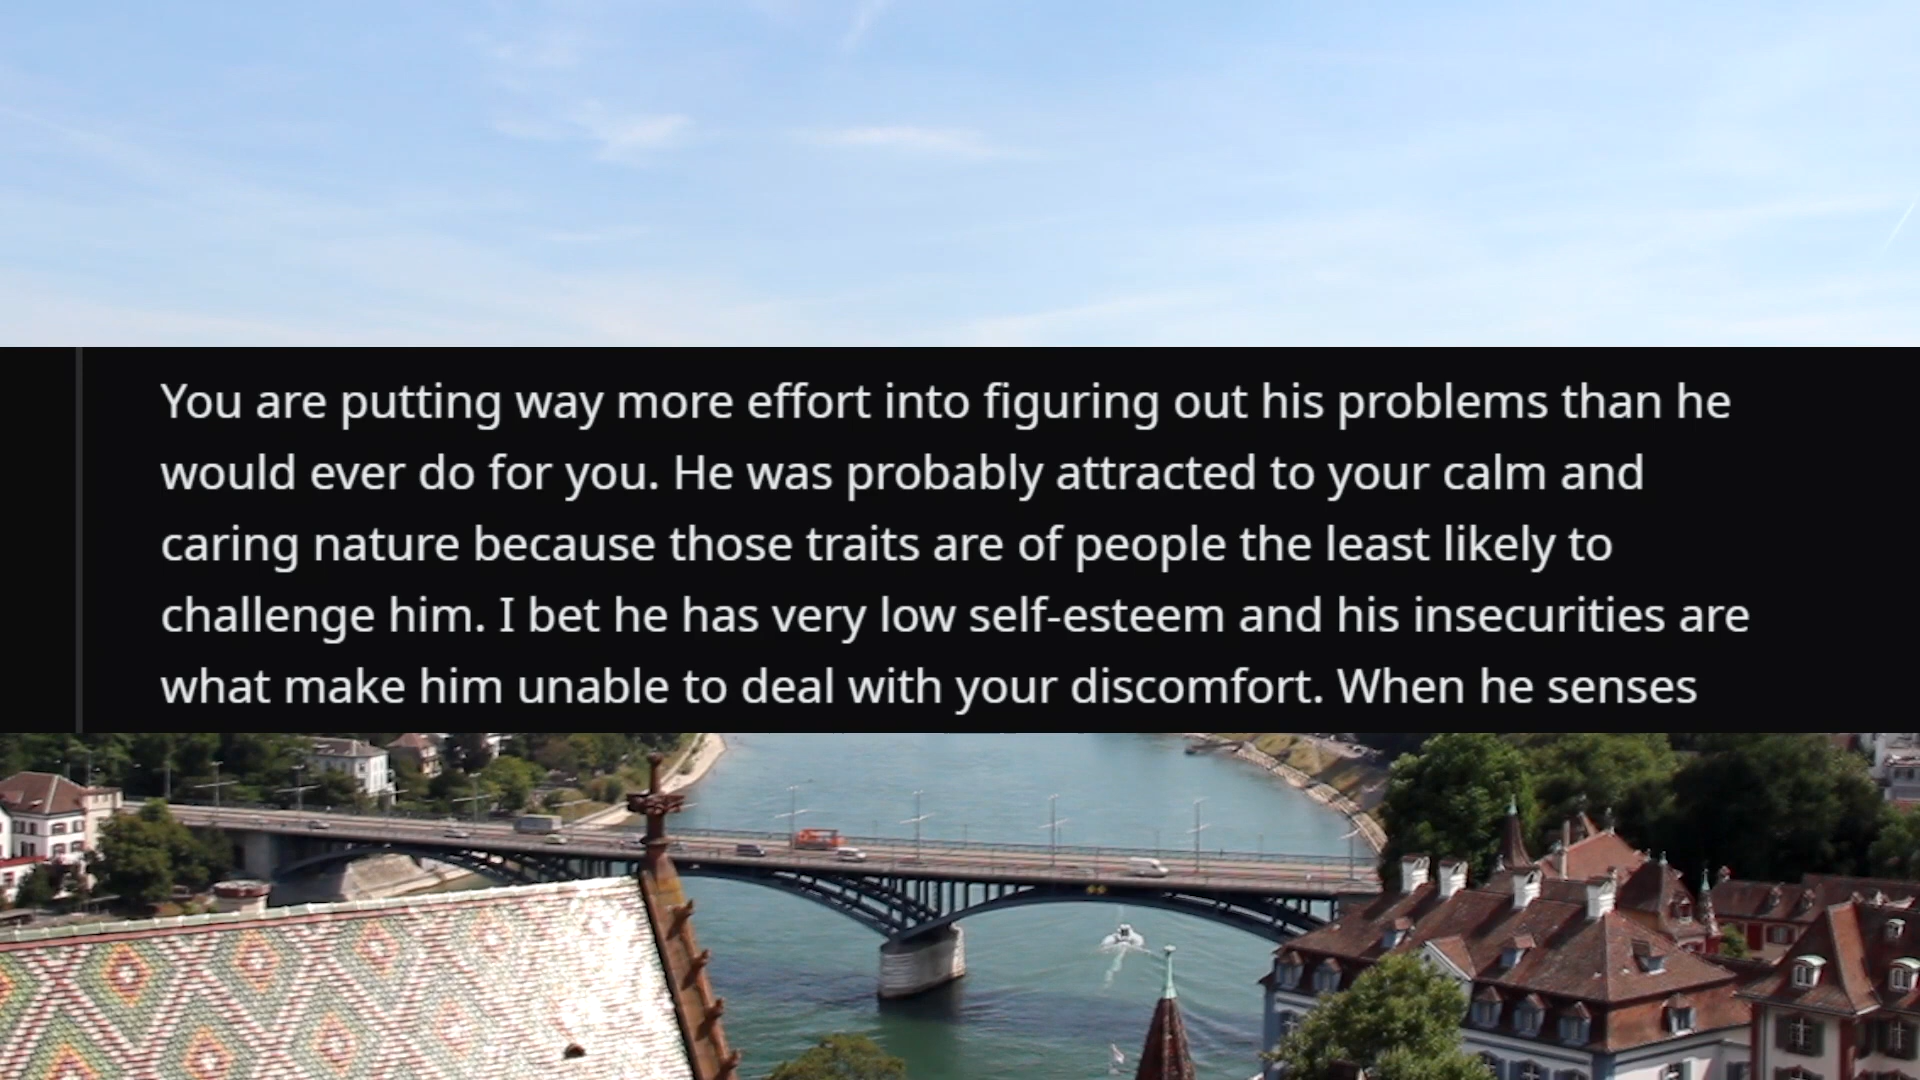 You are putting way more effort into figuring out his problems than he
would ever do for you. He was probably attracted to your calm and
caring nature because those traits are of people the least likely to
challenge him. I bet he has very low self-esteem and his insecurities are
what make him unable to deal with your discomfort. When he senses